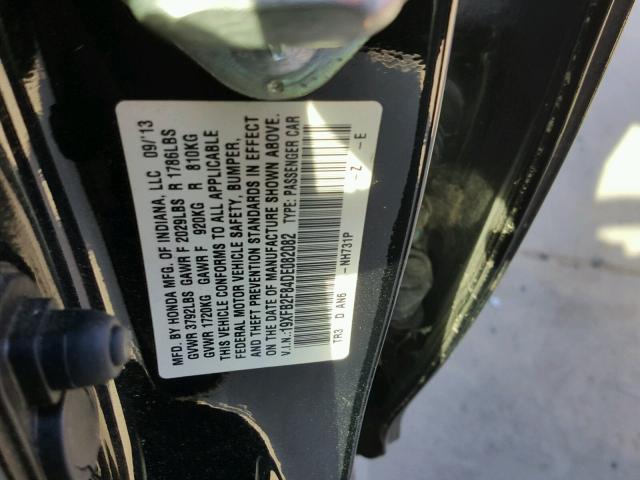 MFD. BY HONDA MFG. OF INDIANA, LLC 09/13
GVWR 3792LBS GAWR F 2029LBS R 1786LBS
GVWR 1720KG GAWR F 920KG R 810KG
THIS VEHICLE CONFORMS TO ALL APPLICABLE
FEDERAL MOTOR VEHICLE SAFETY, BUMPER,
THEFT PREVENTION STANDARDS IN EFFECT
ON THE DATE OF MANUFACTURE SHOWN ABOVE.
V.I.N.:19XFB2F84DE082082 TYPE: PASSENGER CAR
TR3 D AN6 -NH731P -Z -E